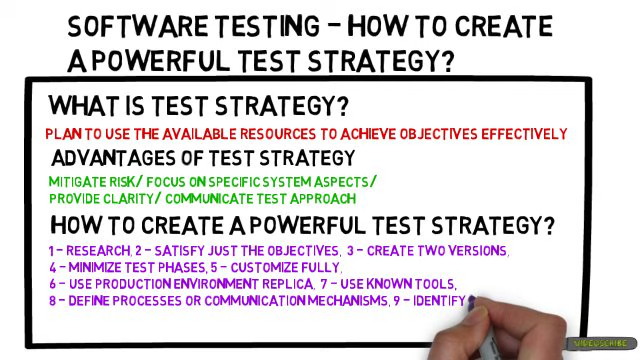 SOFTWARE TESTING - HOW TO CREATE
A POWERFUL TEST STRATEGY?
WHAT IS TEST STRATEGY?
PLAN TO USE THE AVAILABLE RESOURCES TO ACHIEVE OBJECTIVES EFFECTIVELY
ADVANTAGES OF TEST STRATEGY
MITIGATE RISK/ FOCUS ON SPECIFIC SYSTEM ASPECTS/
PROVIDE CLARITY/ COMMUNICATE TEST APPROACH
HOW TO CREATE A POWERFUL TEST STRATEGY?
1 - RESEARCH, 2 - SATISFY JUST THE OBJECTIVES, 3 - CREATE TWO VERSIONS,
4 - MINIMIZE TEST PHASES, 5 - CUSTOMIZE FULLY,
6 - USE PRODUCTION ENVIRONMENT REPLICA, 7 - USE KNOWN TOOLS,
8 - DEFINE PROCESSES OR COMMUNICATION MECHANISMS, 9 - IDENTIFY
VIDEOSCRIBE